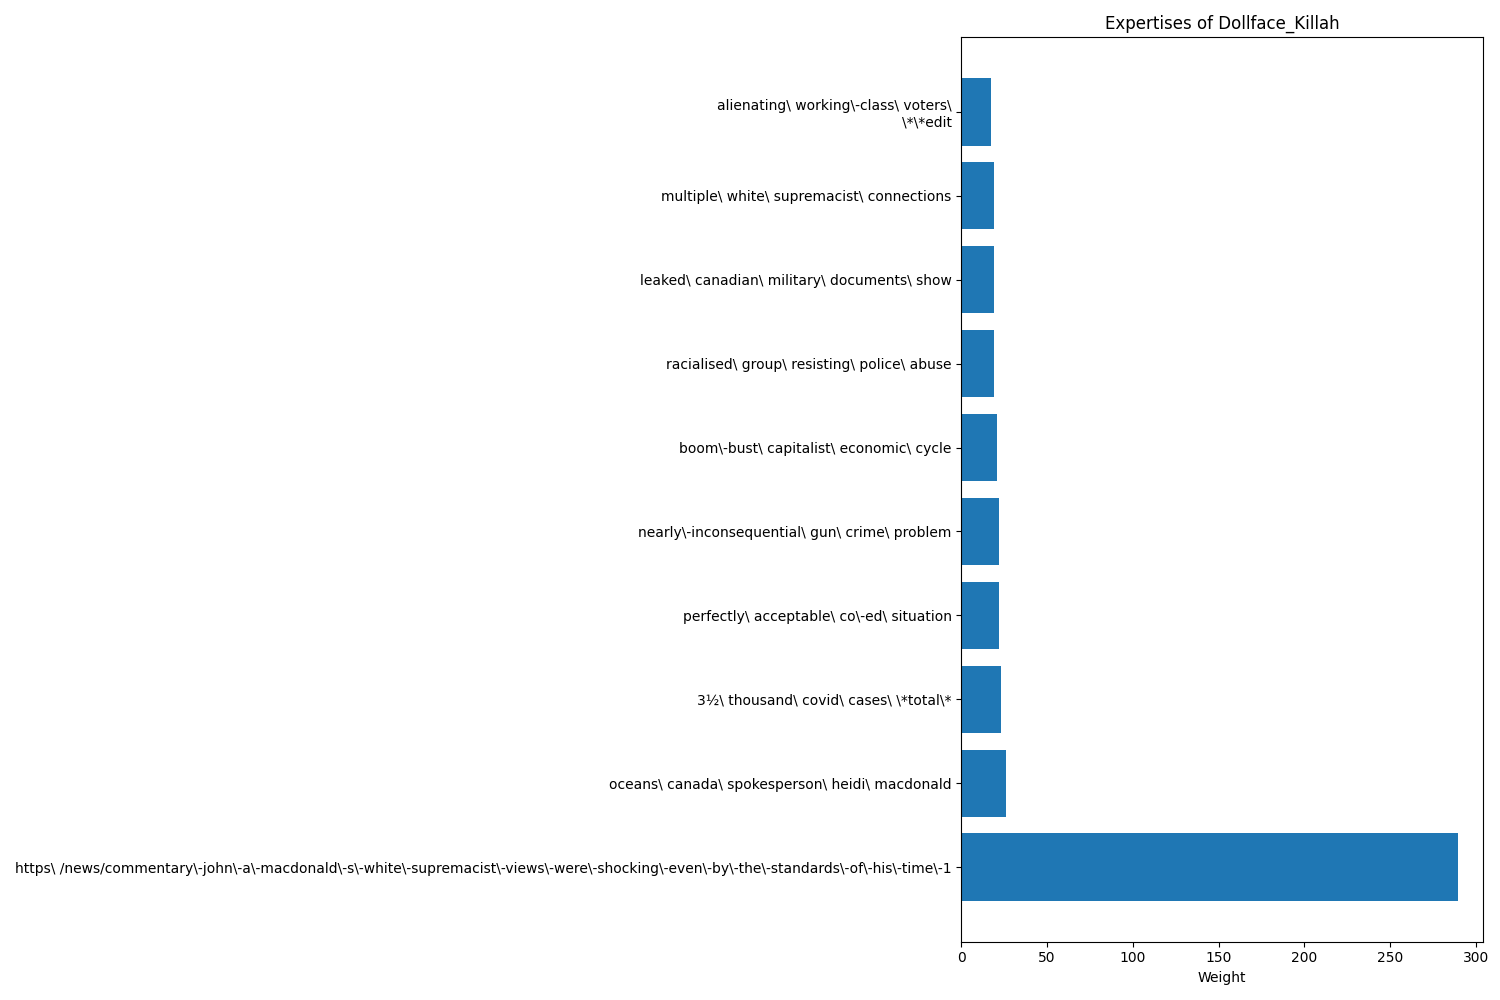 Expertises of Dollface_Killah
alienating\ working\-class\ voters\
\*\*edit
multiple\ white\ supremacist\ connections
leaked\ canadian\ military\ documents\ show
racialised\ group\ resisting\ police\ abuse
boom\-bust\ capitalist\ economic\ cycle
nearly\-inconsequential\ gun\ crime\ problem
perfectly\ acceptable\ co\-ed\ situation
3½\ thousand\ covid\ cases\ \*total\*
oceans\ canada\ spokesperson\ heidi\ macdonald
https\ /news/commentary\-john\-a\-macdonald\-s\-white\-supremacist\-views\-were\-shocking\-even\-by\-the\-standards\-of\-his\-time\-1
0 50 100 150 200 250 300
Weight